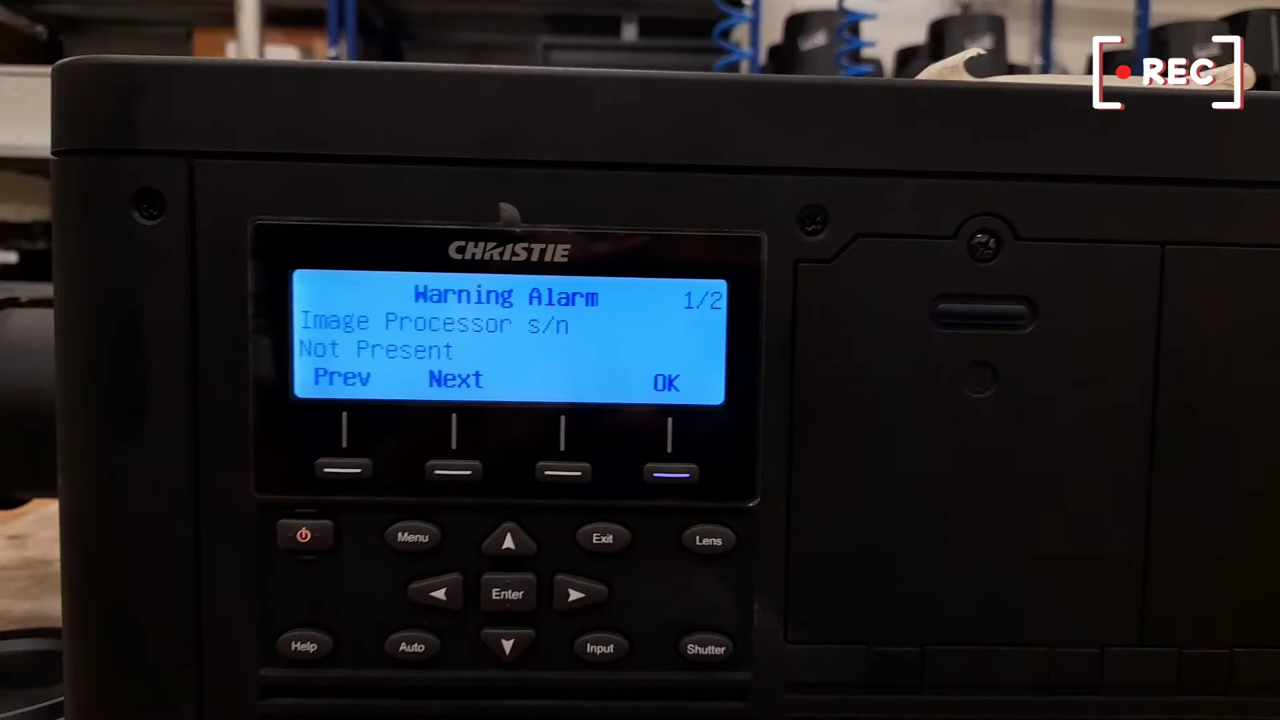 REC
CHRISTIE
Warning Alarm 1/2
Image Processor s/n
Not Present
Prev Next OK
Menu Exit Lens
Enter
Help Auto Input Shutter